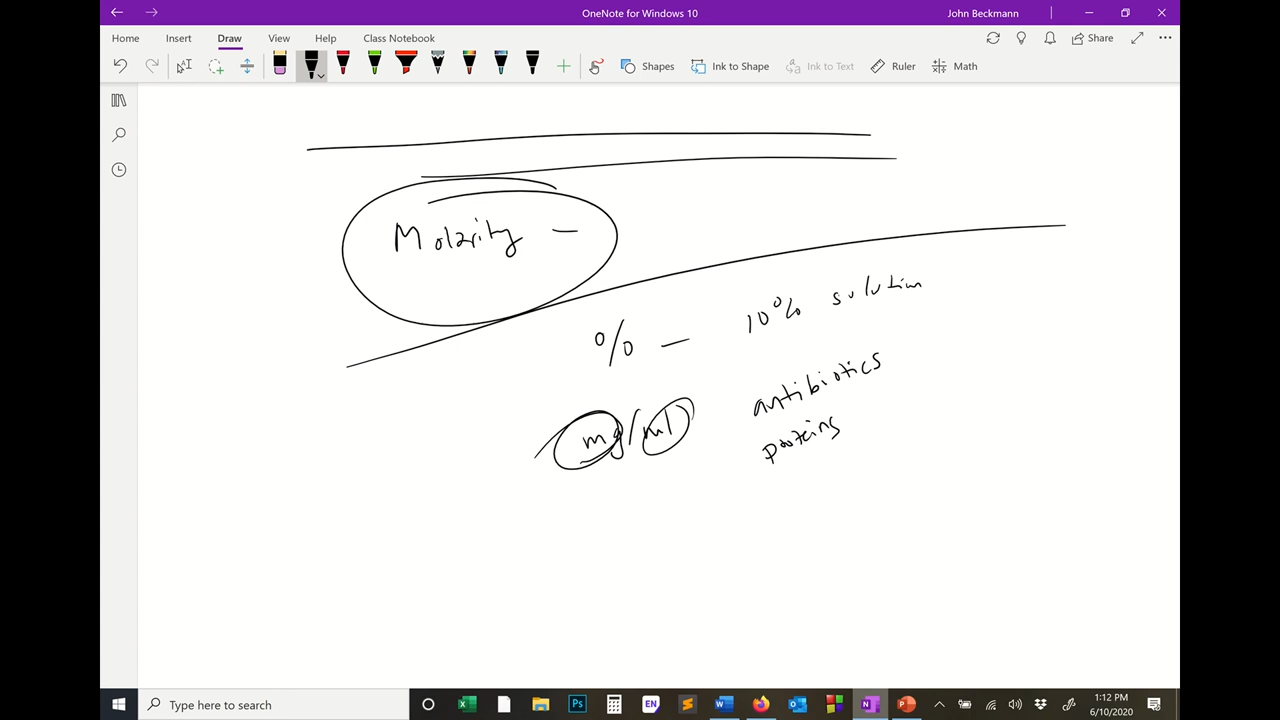 OneNote for Windows 10
John Beckmann
Home Insert Draw View Help Class Notebook
Share
Shapes Ink to Shape Ink to Text Ruler Math
Molarity –
% – 10% solution
mg/ml antibiotics
proteins
Type here to search
EN
1:12 PM
6/10/2020